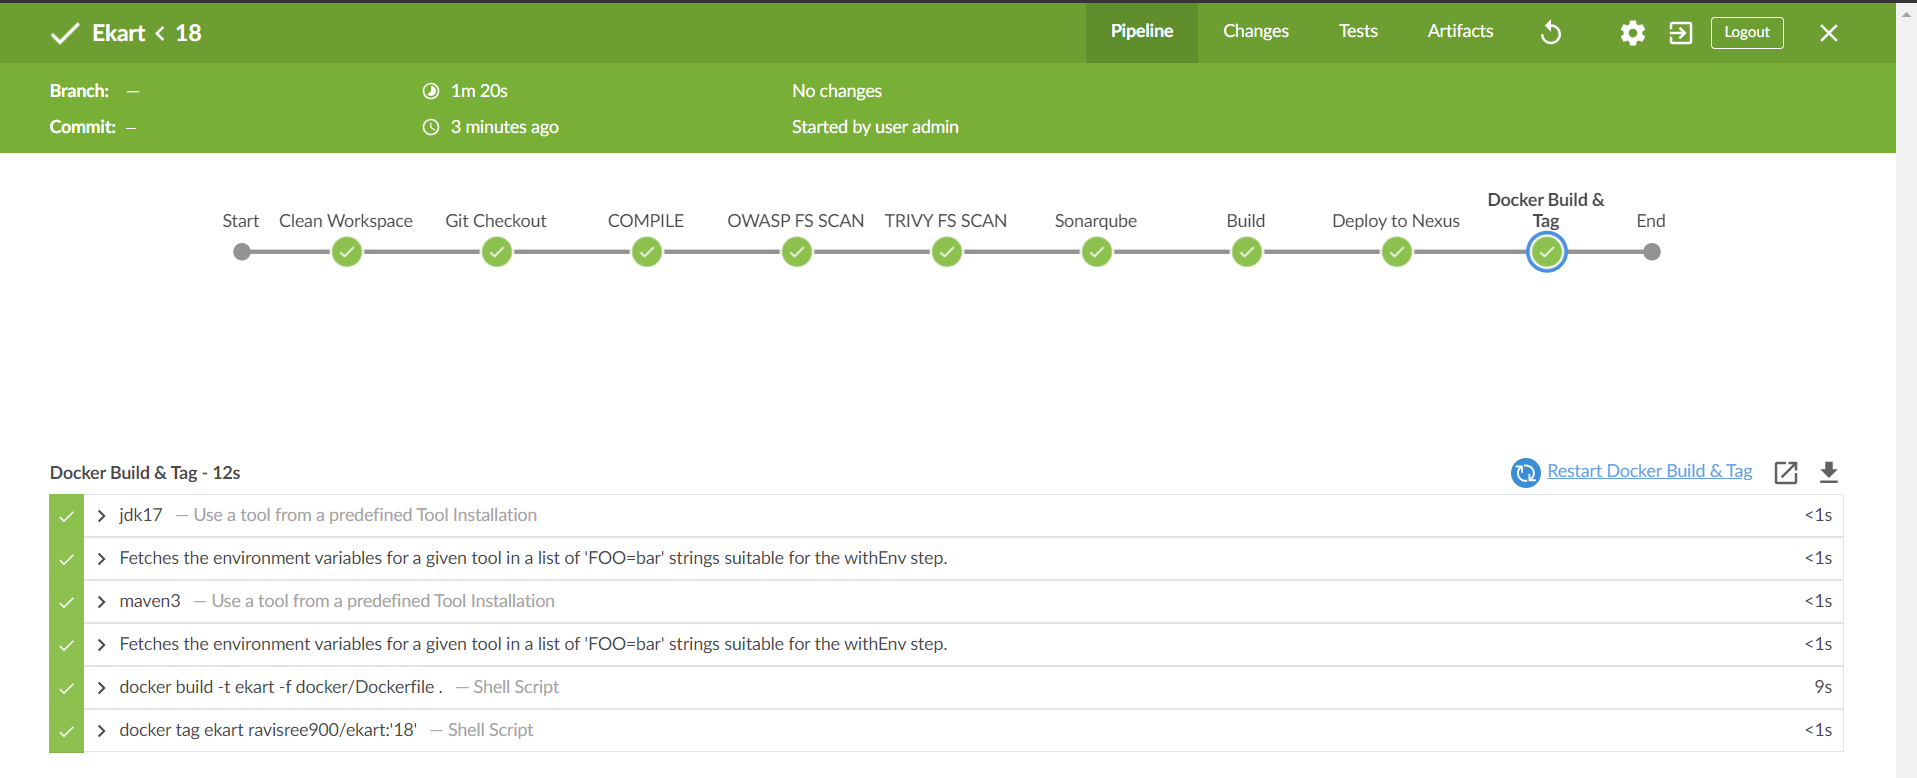 Ekart < 18
Pipeline
Changes
Tests
Artifacts
Logout
Branch: —
1m 20s
No changes
Commit: —
3 minutes ago
Started by user admin
Start
Clean Workspace
Git Checkout
COMPILE
OWASP FS SCAN
TRIVY FS SCAN
Sonarqube
Build
Deploy to Nexus
Docker Build &
Tag
End
Docker Build & Tag - 12s
Restart Docker Build & Tag
jdk17 — Use a tool from a predefined Tool Installation <1s
Fetches the environment variables for a given tool in a list of 'FOO=bar' strings suitable for the withEnv step. <1s
maven3 — Use a tool from a predefined Tool Installation <1s
Fetches the environment variables for a given tool in a list of 'FOO=bar' strings suitable for the withEnv step. <1s
docker build -t ekart -f docker/Dockerfile . — Shell Script 9s
docker tag ekart ravisree900/ekart:'18' — Shell Script <1s